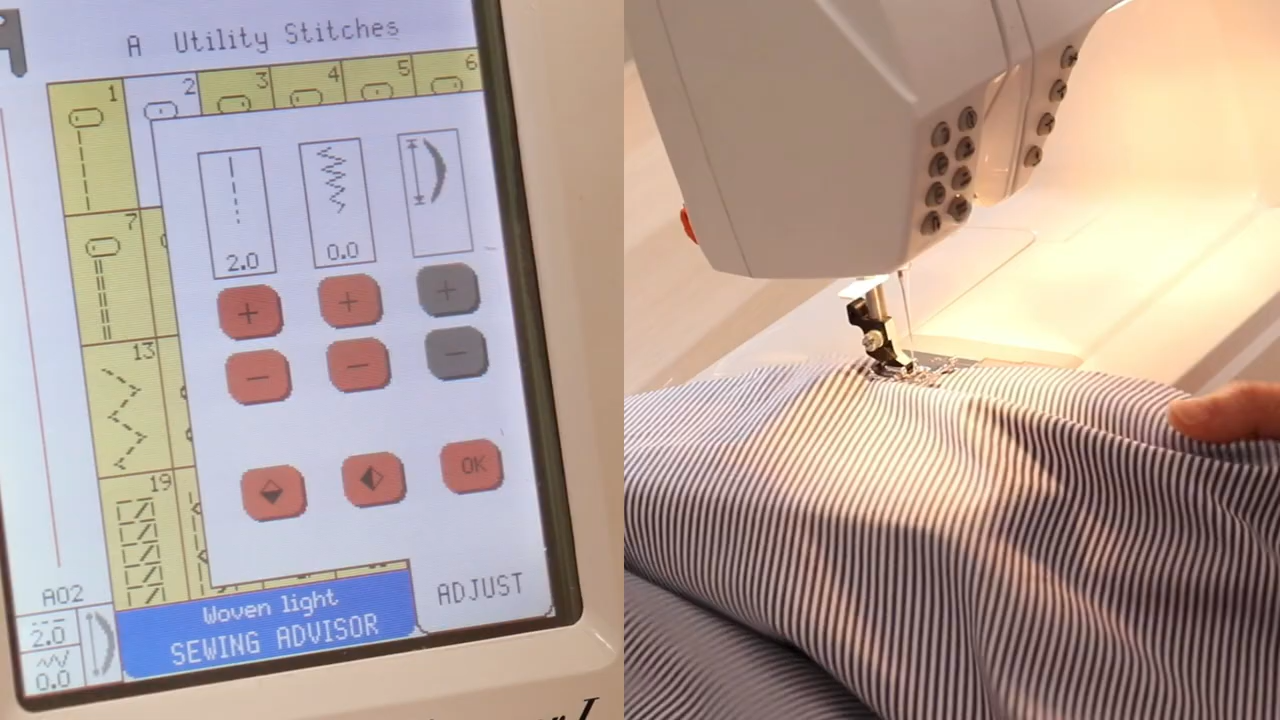 A Utility Stitches
1 2 3 4 5 6
7
13
19
2.0 0.0
+ + +
− − −
OK
A02
2.0
0.0
Woven light
SEWING ADVISOR
ADJUST